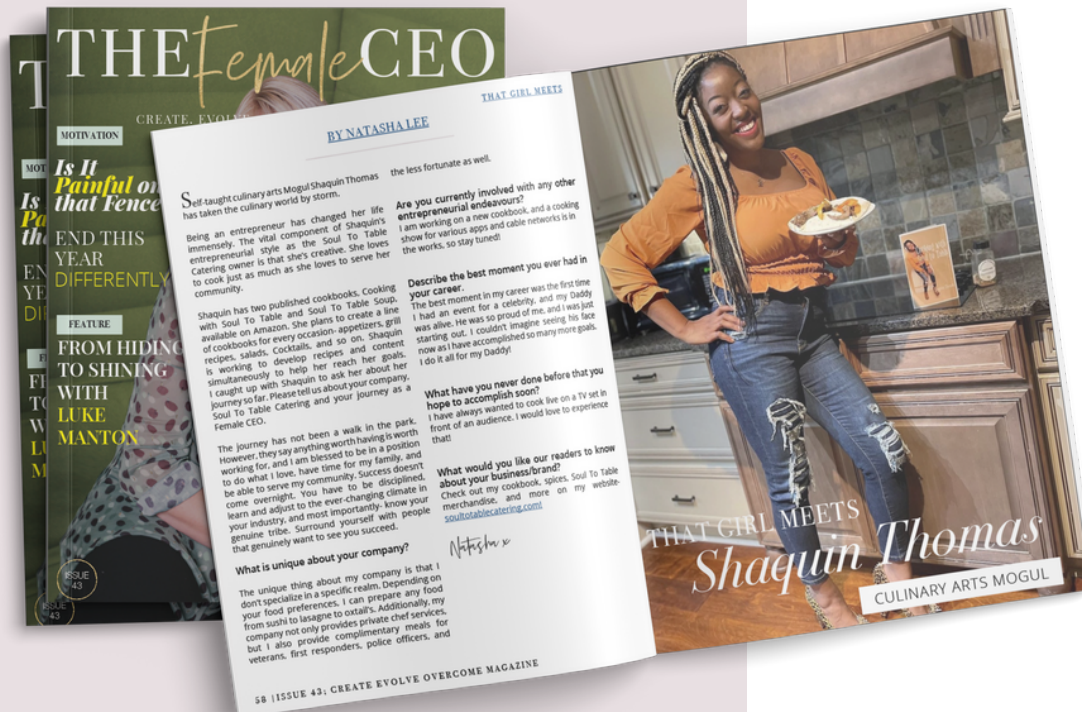 THE Female CEO
CREATE, EVOLVE
MOTIVATION
Is It
Painful on
that Fence
END THIS
YEAR
DIFFERENTLY
FEATURE
FROM HIDING
TO SHINING
WITH
LUKE
MANTON
ISSUE
43
ISSUE
43
THAT GIRL MEETS
BY NATASHA LEE
Self-taught culinary arts Mogul Shaquin Thomas
has taken the culinary world by storm.
Being an entrepreneur has changed her life
immensely. The vital component of Shaquin's
entrepreneurial style as the Soul To Table
Catering owner is that she's creative. She loves
to cook just as much as she loves to serve her
community.
Shaquin has two published cookbooks, Cooking
with Soul To Table and Soul To Table Soup,
available on Amazon. She plans to create a line
of cookbooks for every occasion- appetizers, grill
recipes, salads, Cocktails, and so on. Shaquin
is working to develop recipes and content
simultaneously to help her reach her goals.
I caught up with Shaquin to ask her about her
journey so far. Please tell us about your company,
Soul To Table Catering and your journey as a
Female CEO.
The journey has not been a walk in the park.
However, they say anything worth having is worth
working for, and I am blessed to be in a position
to do what I love, have time for my family, and
be able to serve my community. Success doesn't
come overnight. You have to be disciplined,
learn and adjust to the ever-changing climate in
your industry, and most importantly- know your
genuine tribe. Surround yourself with people
that genuinely want to see you succeed.
What is unique about your company?
The unique thing about my company is that I
don't specialize in a specific realm. Depending on
your food preferences, I can prepare any food
from sushi to lasagne to oxtail's. Additionally, my
company not only provides private chef services,
but I also provide complimentary meals for
veterans, first responders, police officers, and
the less fortunate as well.
Are you currently involved with any other
entrepreneurial endeavours?
I am working on a new cookbook, and a cooking
show for various apps and cable networks is in
the works, so stay tuned!
Describe the best moment you ever had in
your career.
The best moment in my career was the first time
I had an event for a celebrity, and my Daddy
was alive. He was so proud of me, and I was just
starting out. I couldn't imagine seeing his face
now as I have accomplished so many more goals.
I do it all for my Daddy!
What have you never done before that you
hope to accomplish soon?
I have always wanted to cook live on a TV set in
front of an audience. I would love to experience
that!
What would you like our readers to know
about your business/brand?
Check out my cookbook, spices, Soul To Table
merchandise, and more on my website-
soultotablecatering.com!
Natasha x
58 |ISSUE 43; CREATE EVOLVE OVERCOME MAGAZINE
THAT GIRL MEETS
Shaquin Thomas
CULINARY ARTS MOGUL